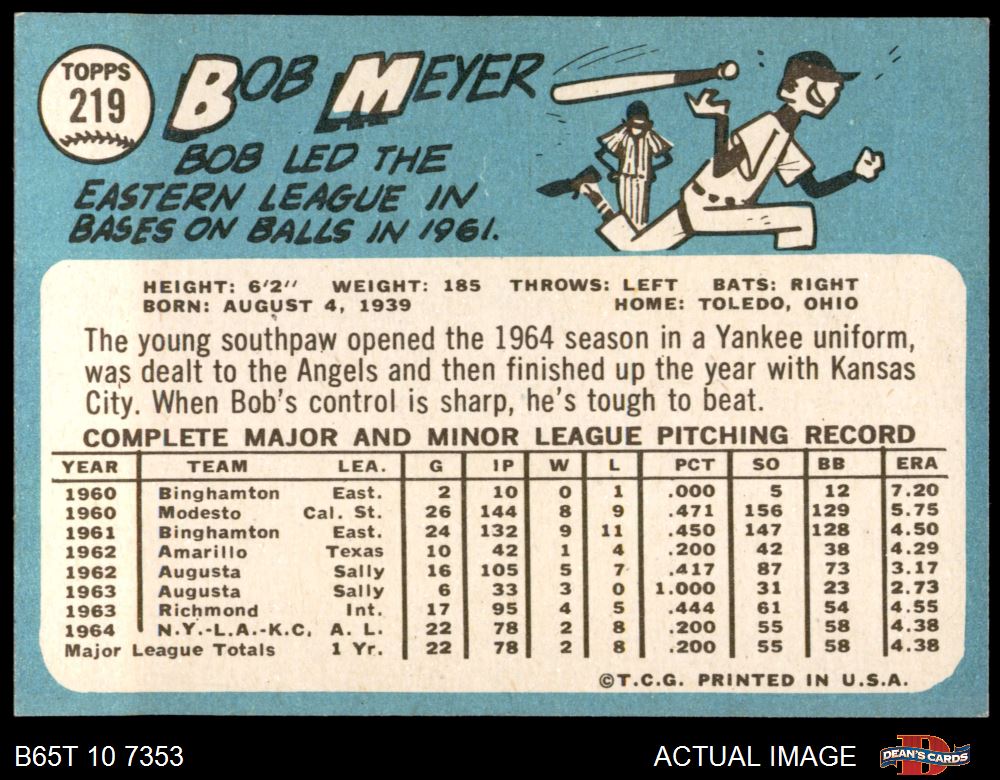 TOPPS
219
BOB MEYER
BOB LED THE
EASTERN LEAGUE IN
BASES ON BALLS IN 1961.
HEIGHT: 6'2" WEIGHT: 185 THROWS: LEFT BATS: RIGHT
BORN: AUGUST 4, 1939 HOME: TOLEDO, OHIO
The young southpaw opened the 1964 season in a Yankee uniform,
was dealt to the Angels and then finished up the year with Kansas
City. When Bob's control is sharp, he's tough to beat.
COMPLETE MAJOR AND MINOR LEAGUE PITCHING RECORD
YEAR TEAM LEA. G IP W L PCT SO BB ERA
1960 Binghamton East. 2 10 0 1 .000 5 12 7.20
1960 Modesto Cal. St. 26 144 8 9 .471 156 129 5.75
1961 Binghamton East. 24 132 9 11 .450 147 128 4.50
1962 Amarillo Texas 10 42 1 4 .200 42 38 4.29
1962 Augusta Sally 16 105 5 7 .417 87 73 3.17
1963 Augusta Sally 6 33 3 0 1.000 31 23 2.73
1963 Richmond Int. 17 95 4 5 .444 61 54 4.55
1964 N.Y.-L.A.-K.C. A. L. 22 78 2 8 .200 55 58 4.38
Major League Totals 1 Yr. 22 78 2 8 .200 55 58 4.38
©T.C.G. PRINTED IN U.S.A.
B65T 10 7353 ACTUAL IMAGE DEAN'S CARDS